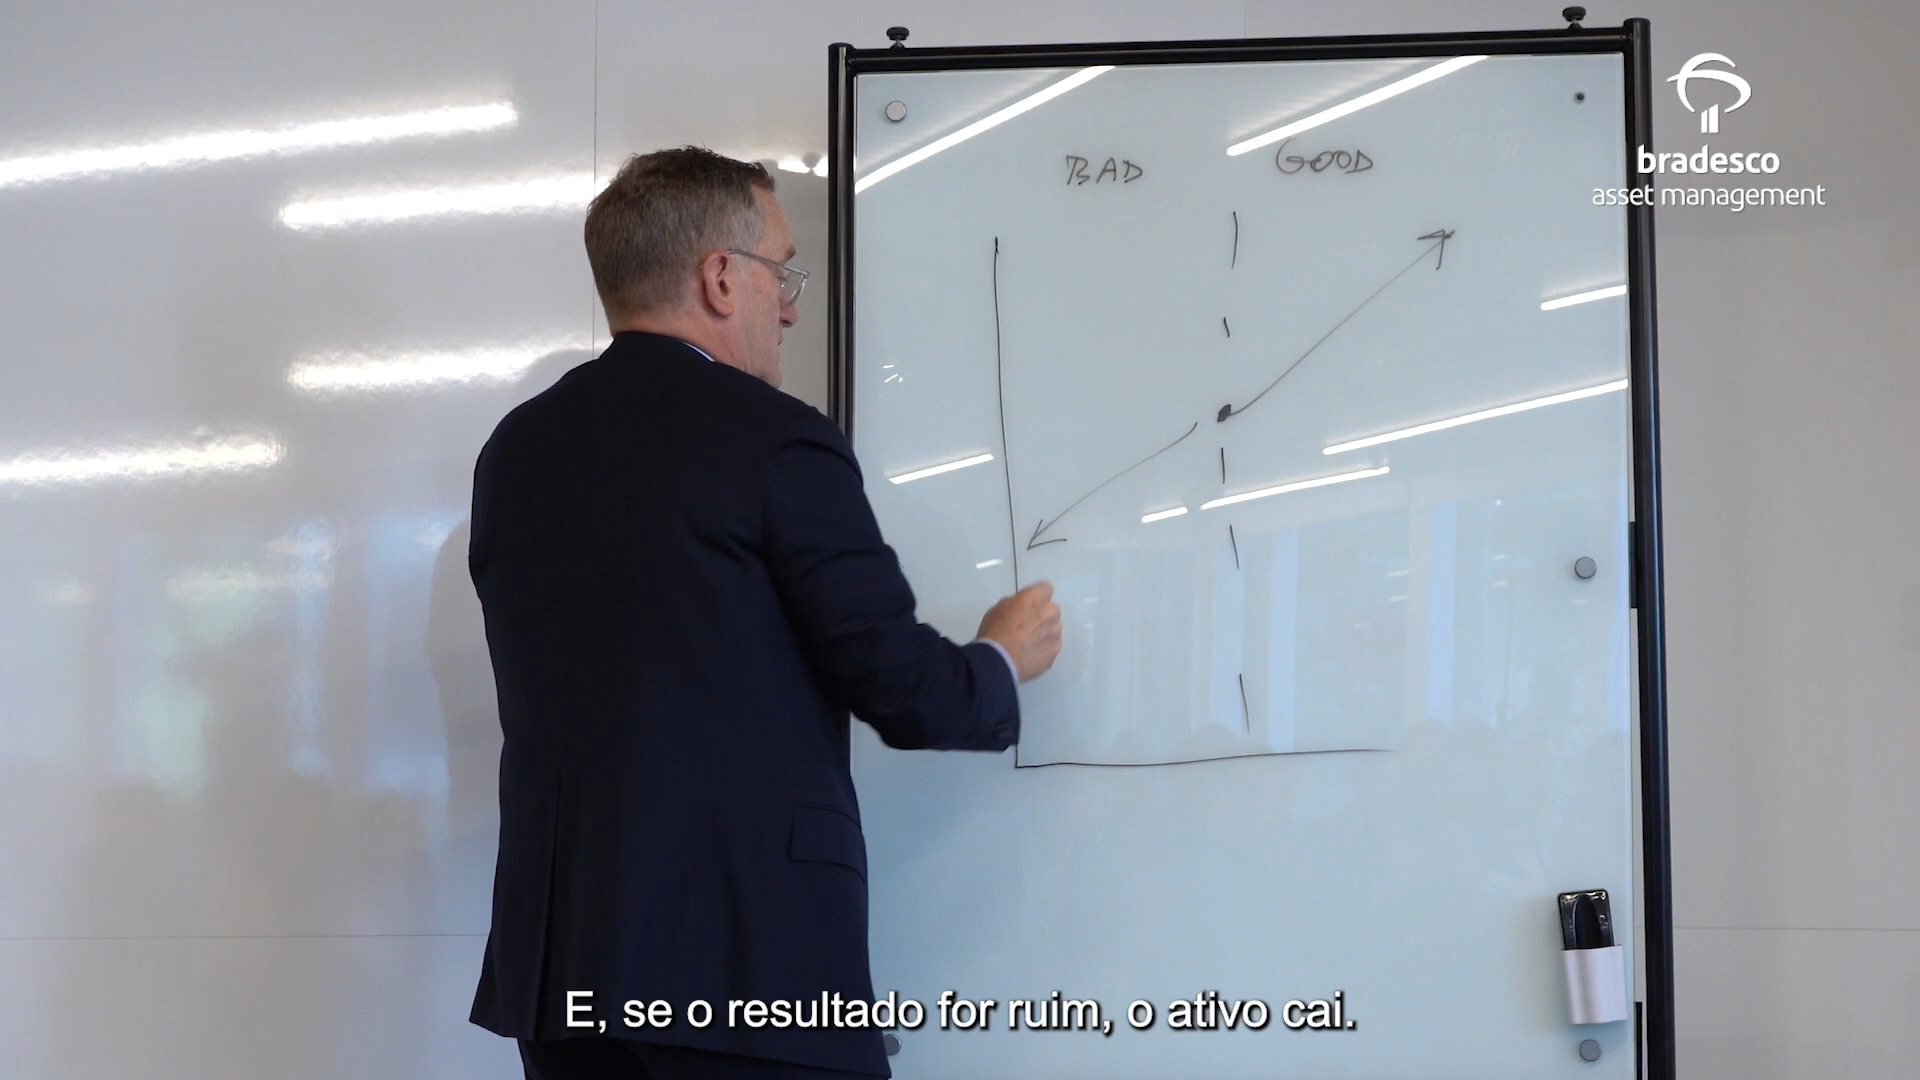 BAD GOOD
bradesco
asset management
E, se o resultado for ruim, o ativo cai.